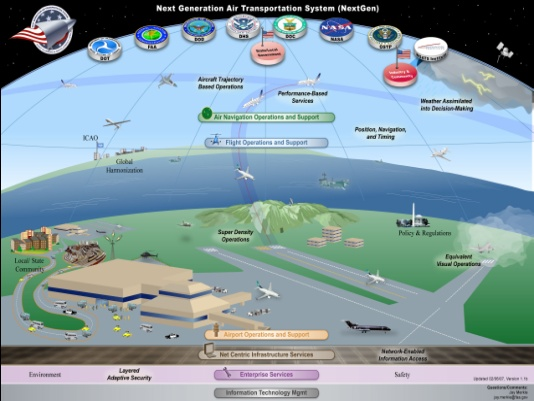 Next Generation Air Transportation System (NextGen)
DOT
FAA
DOD
DHS
DOC
NASA
OSTP
Aircraft Trajectory
Based Operations
Performance-Based
Services
Weather Assimilated
into Decision-Making
Air Navigation Operations and Support
Position, Navigation,
and Timing
ICAO
Flight Operations and Support
Global
Harmonization
Super Density
Operations
Policy & Regulations
Local/ State
Community
Equivalent
Visual Operations
Airport Operations and Support
Net Centric Infrastructure Services
Network-Enabled
Information Access
Environment
Layered
Adaptive Security
Enterprise Services
Safety
Information Technology Mgmt
Questions/Comments: